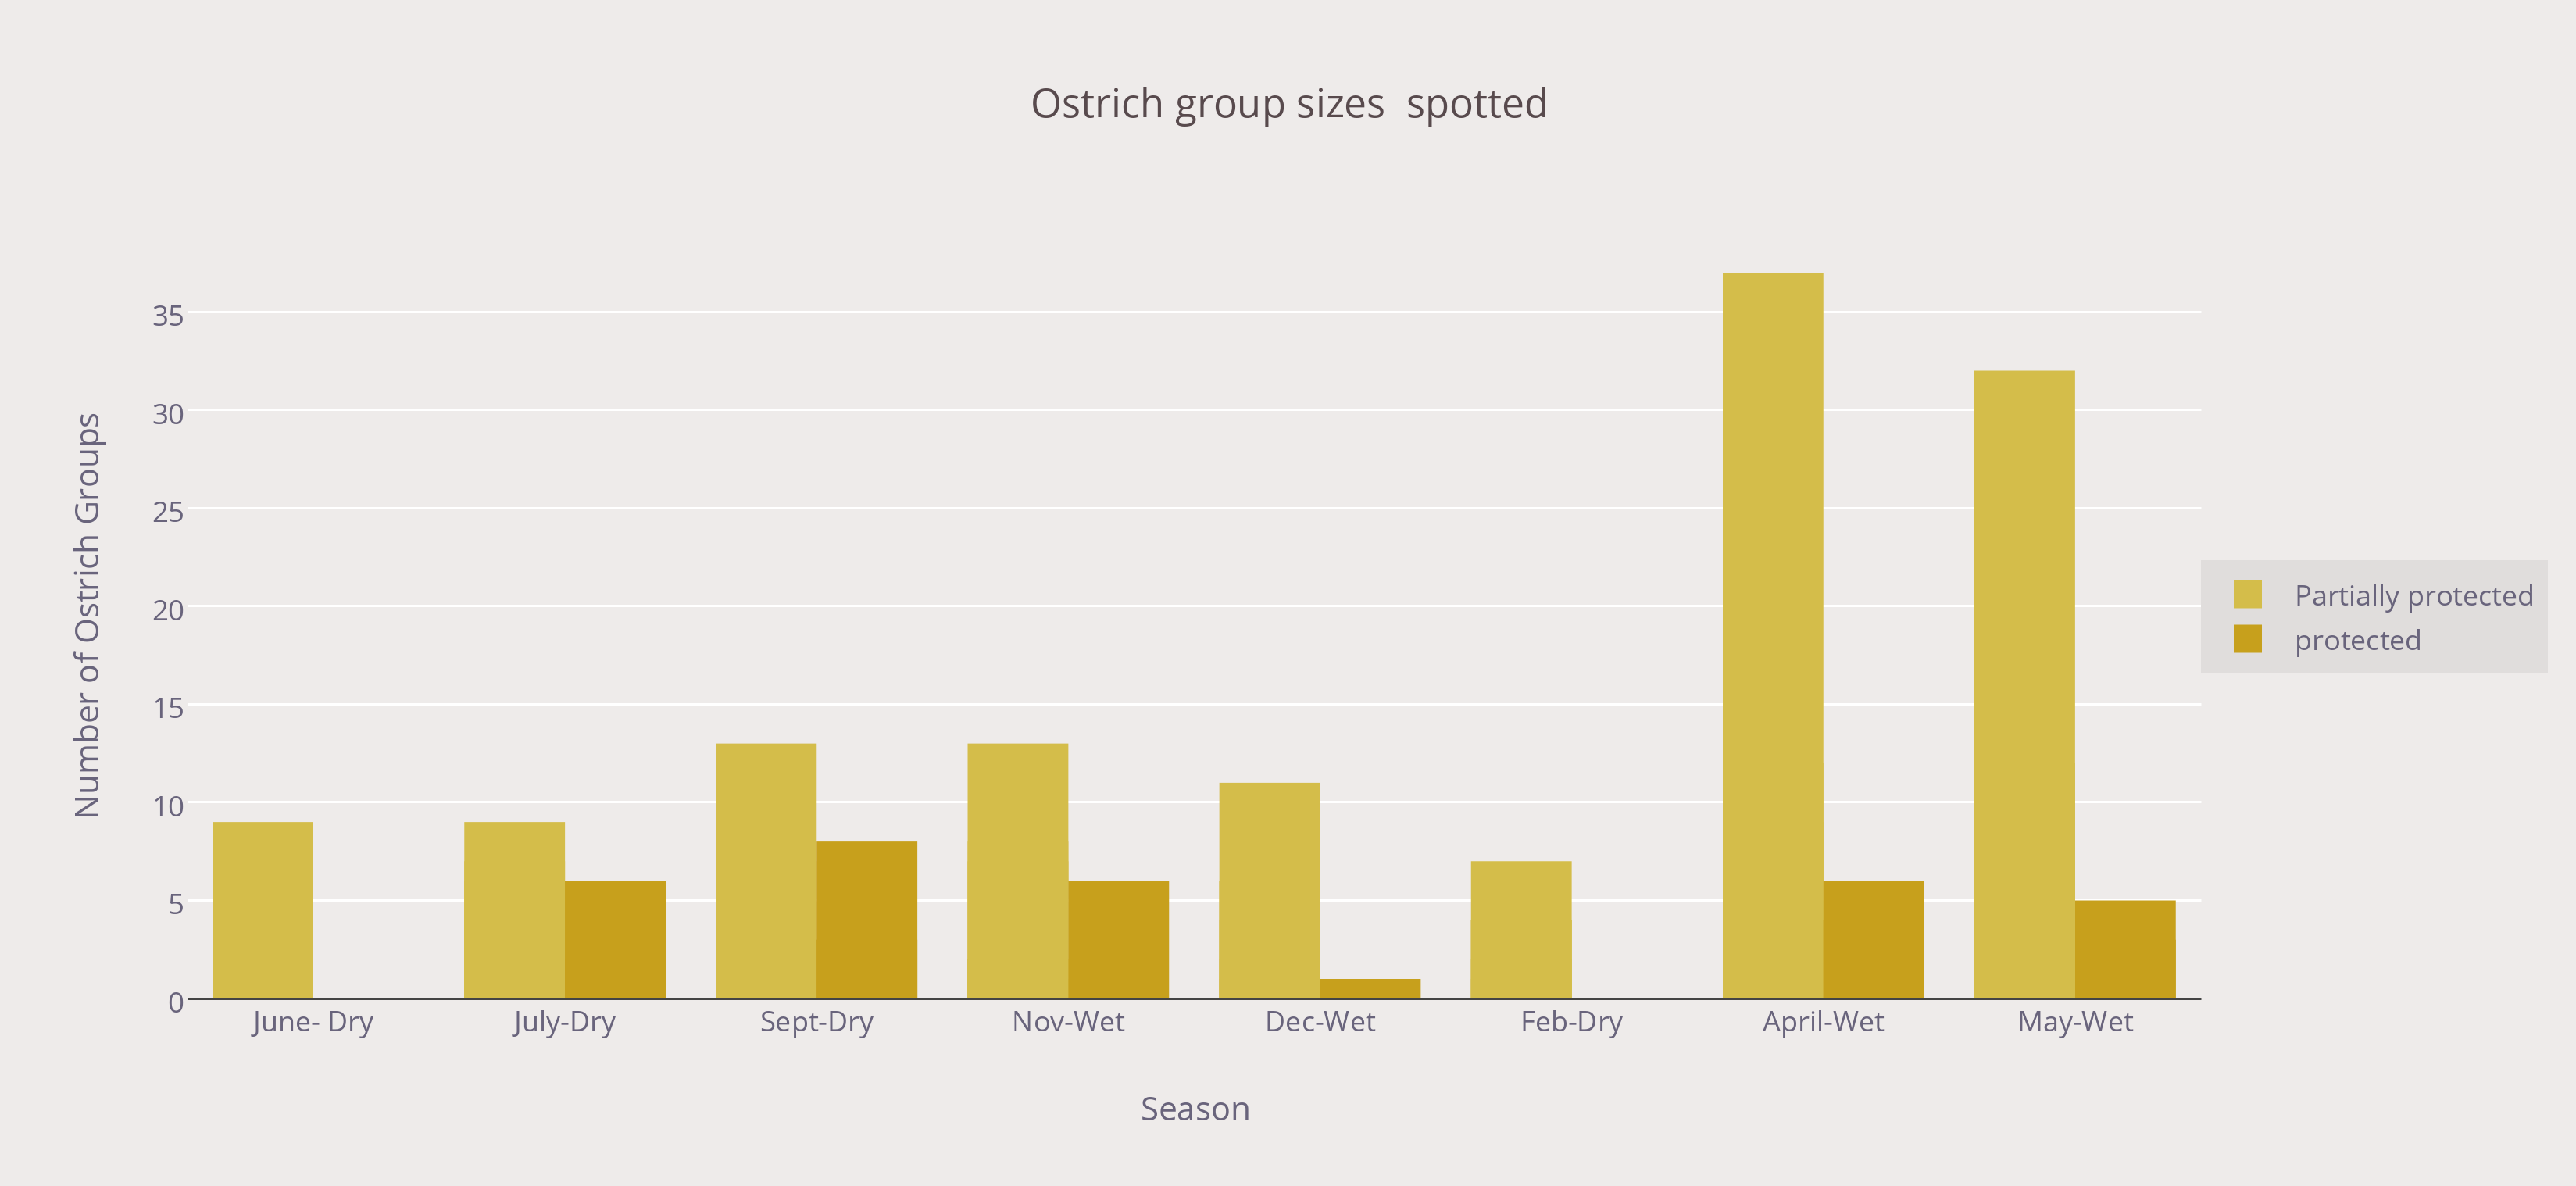 Ostrich group sizes  spotted
Number of Ostrich Groups
35
30
25
20
15
10
5
0
June- Dry
July-Dry
Sept-Dry
Nov-Wet
Dec-Wet
Feb-Dry
April-Wet
May-Wet
Season
Partially protected
protected